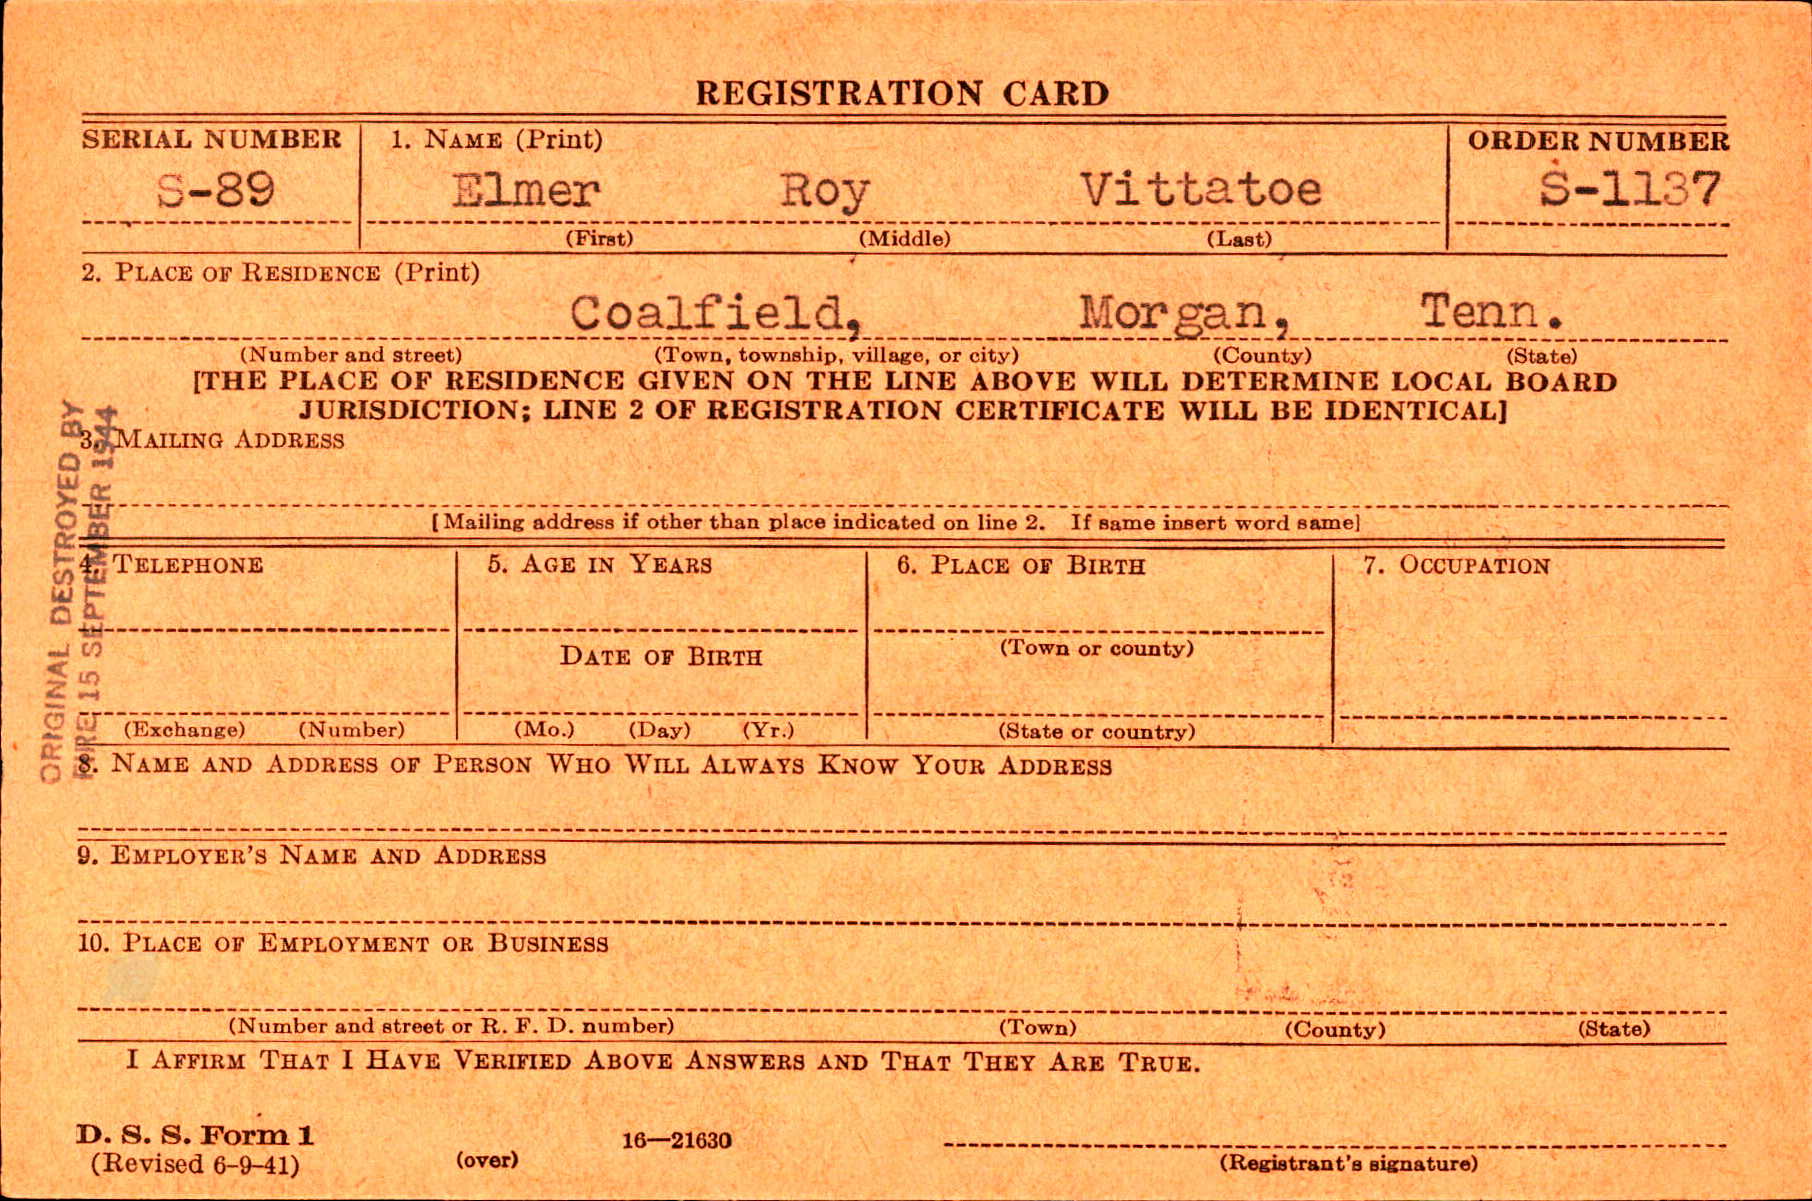 REGISTRATION CARD
SERIAL NUMBER 1. NAME (Print) ORDER NUMBER
S-89 Elmer Roy Vittatoe S-1137
(First) (Middle) (Last)
2. PLACE OF RESIDENCE (Print)
Coalfield, Morgan, Tenn.
(Number and street) (Town, township, village, or city) (County) (State)
[THE PLACE OF RESIDENCE GIVEN ON THE LINE ABOVE WILL DETERMINE LOCAL BOARD
JURISDICTION; LINE 2 OF REGISTRATION CERTIFICATE WILL BE IDENTICAL]
3. MAILING ADDRESS
[Mailing address if other than place indicated on line 2. If same insert word same]
4. TELEPHONE 5. AGE IN YEARS 6. PLACE OF BIRTH 7. OCCUPATION
DATE OF BIRTH (Town or county)
(Exchange) (Number) (Mo.) (Day) (Yr.) (State or country)
8. NAME AND ADDRESS OF PERSON WHO WILL ALWAYS KNOW YOUR ADDRESS
9. EMPLOYER'S NAME AND ADDRESS
10. PLACE OF EMPLOYMENT OR BUSINESS
(Number and street or R. F. D. number) (Town) (County) (State)
I AFFIRM THAT I HAVE VERIFIED ABOVE ANSWERS AND THAT THEY ARE TRUE.
D. S. S. Form 1 16—21630
(Revised 6-9-41) (over) (Registrant's signature)
ORIGINAL DESTROYED BY
FIRE 15 SEPTEMBER 1944